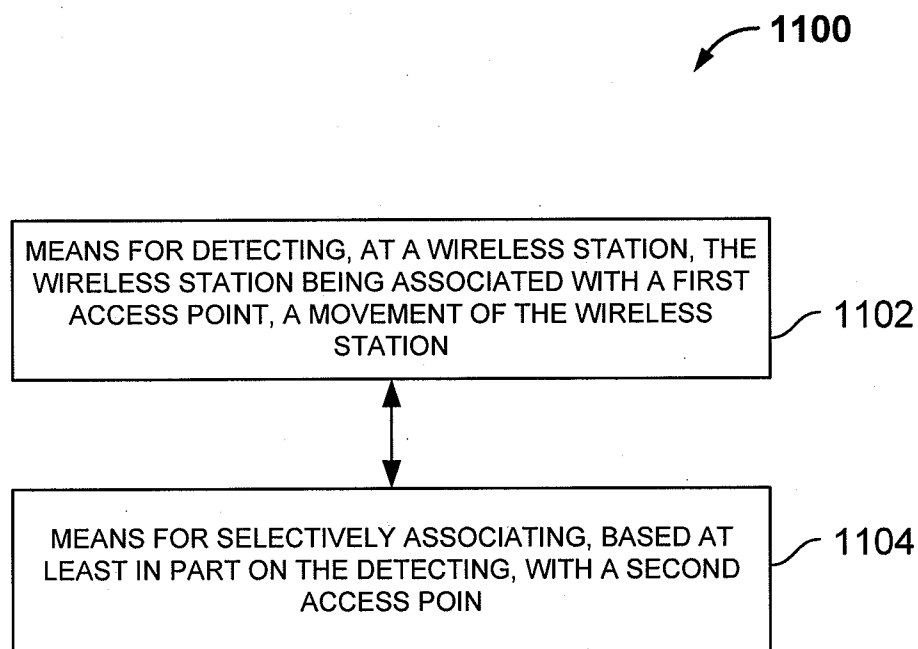 1100
MEANS FOR DETECTING, AT A WIRELESS STATION, THE
WIRELESS STATION BEING ASSOCIATED WITH A FIRST
ACCESS POINT, A MOVEMENT OF THE WIRELESS
STATION
1102
MEANS FOR SELECTIVELY ASSOCIATING, BASED AT
LEAST IN PART ON THE DETECTING, WITH A SECOND
ACCESS POIN
1104